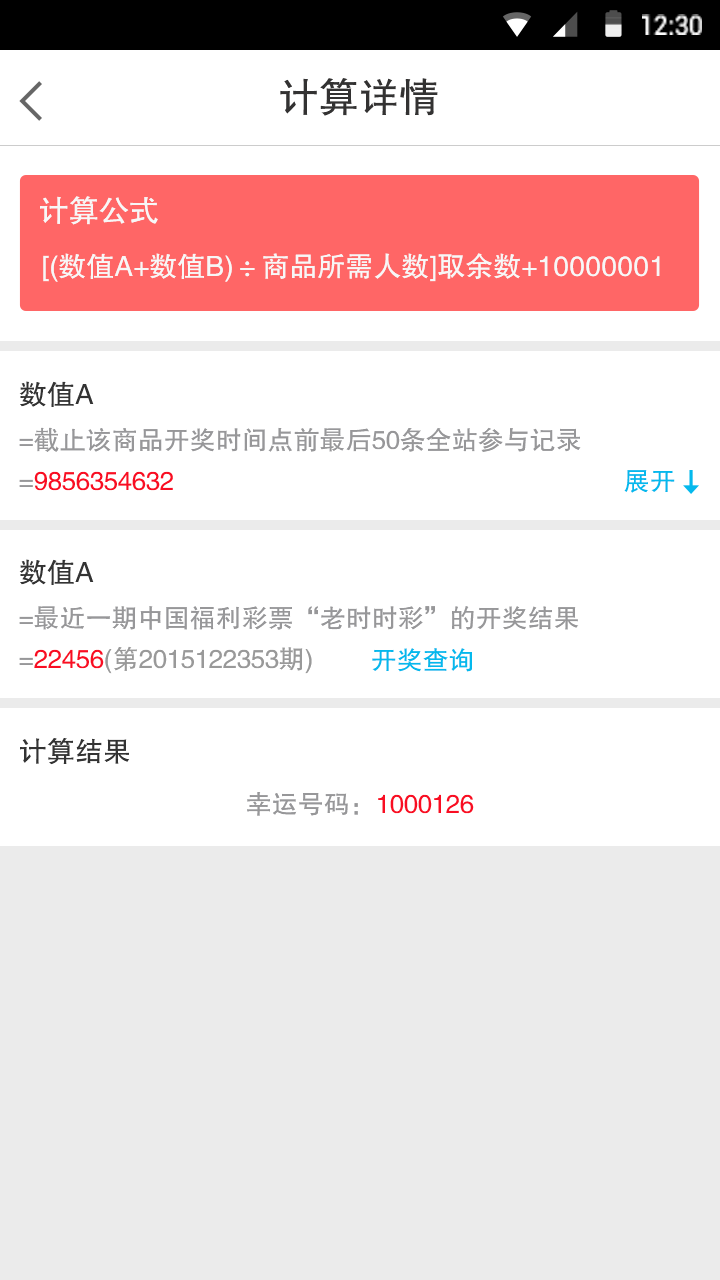 12:30
计算详情
计算公式
[(数值A+数值B)÷商品所需人数]取余数+10000001
数值A
=截止该商品开奖时间点前最后50条全站参与记录
=9856354632 展开↓
数值A
=最近一期中国福利彩票“老时时彩”的开奖结果
=22456(第2015122353期) 开奖查询
计算结果
幸运号码：1000126